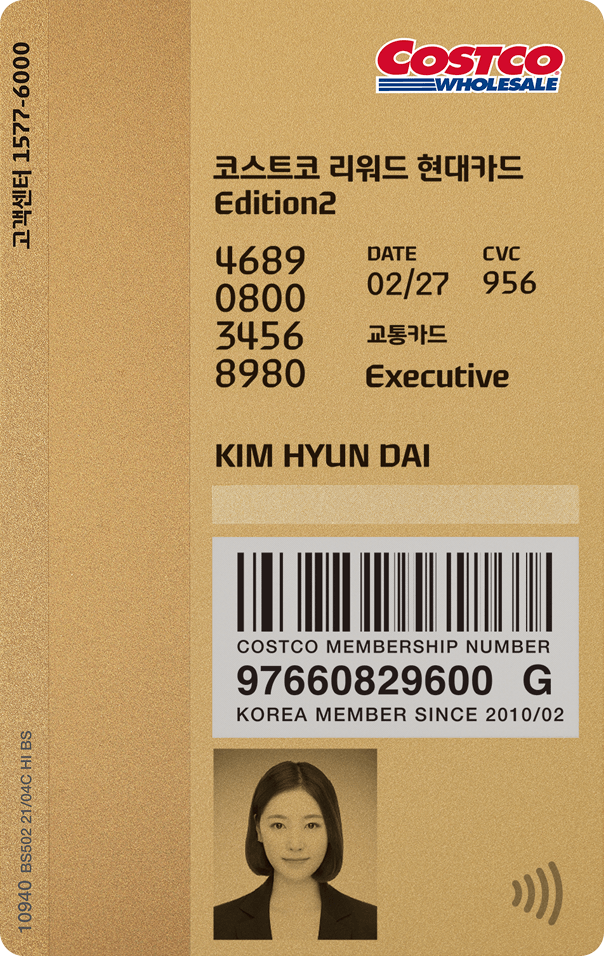 고객센터 1577-6000
COSTCO
WHOLESALE
코스트코 리워드 현대카드
Edition2
4689
0800
3456
8980
DATE
02/27
CVC
956
교통카드
Executive
KIM HYUN DAI
COSTCO MEMBERSHIP NUMBER
97660829600 G
KOREA MEMBER SINCE 2010/02
10940 BS502 21/04C HI BS